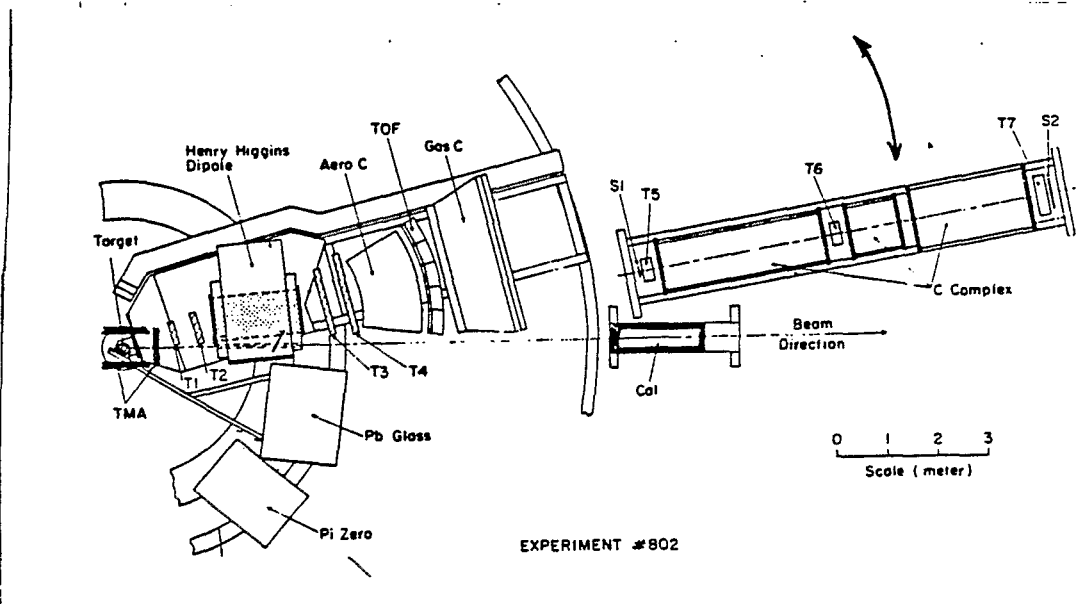 Henry Higgins
Dipole
TOF
Aero C
Gas C
T7
S2
T6
S1
T5
Target
C Complex
Beam
Direction
T1
T2
T3
T4
TMA
Cal
Pb Glass
0 1 2 3
Scale (meter)
Pi Zero
EXPERIMENT #802